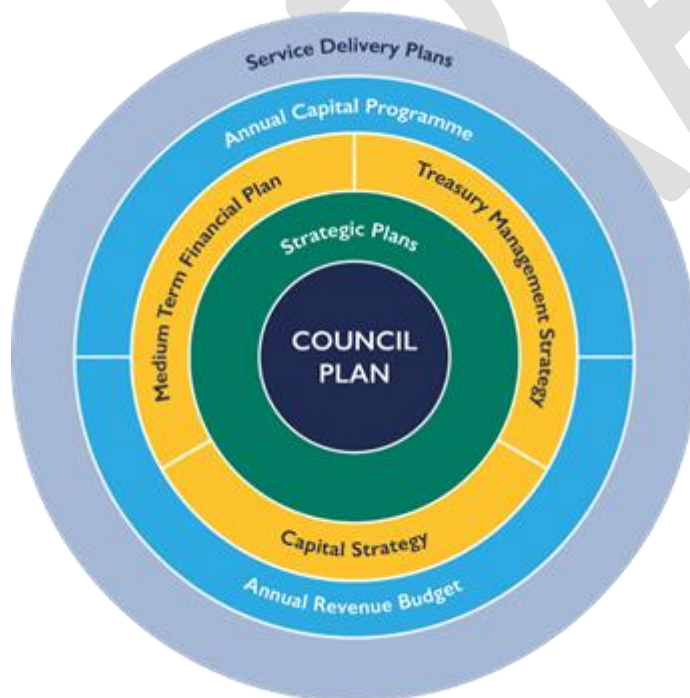 Service Delivery Plans
Annual Capital Programme
Medium Term Financial Plan
Treasury Management Strategy
Strategic Plans
COUNCIL
PLAN
Capital Strategy
Annual Revenue Budget